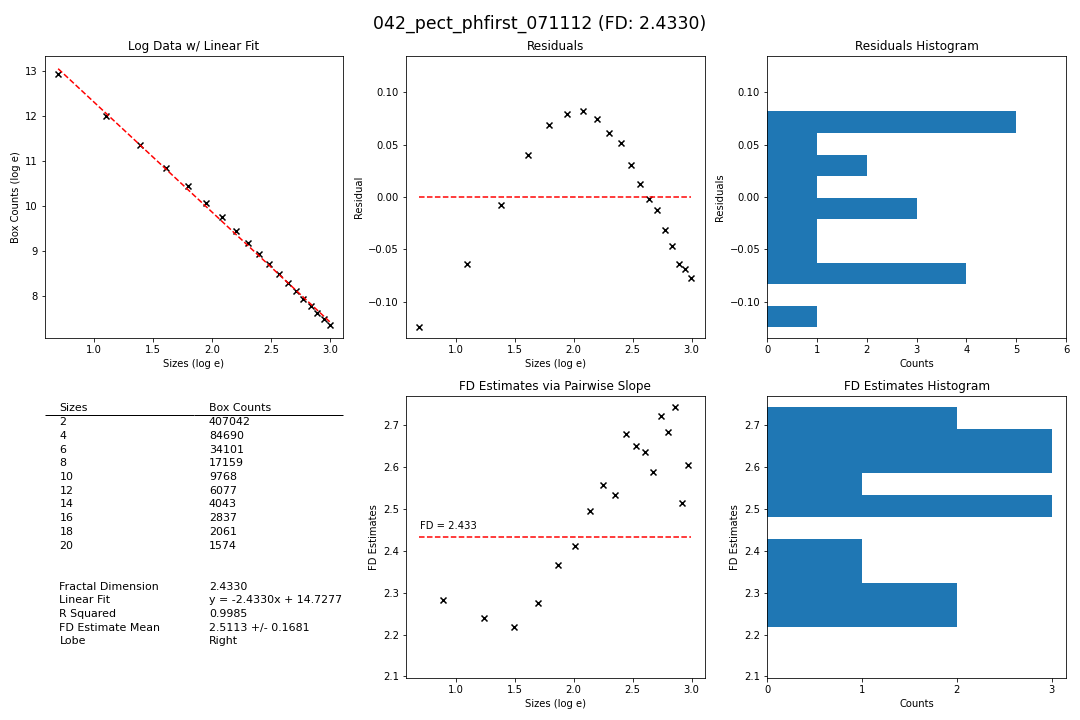 042_pect_phfirst_071112 (FD: 2.4330)
Log Data w/ Linear Fit
Box Counts (log e)
13
12
11
10
9
8
1.0 1.5 2.0 2.5 3.0
Sizes (log e)
Residuals
Residual
0.10
0.05
0.00
−0.05
−0.10
1.0 1.5 2.0 2.5 3.0
Sizes (log e)
Residuals Histogram
Residuals
0.10
0.05
0.00
−0.05
−0.10
0 1 2 3 4 5 6
Counts
Sizes Box Counts
2 407042
4 84690
6 34101
8 17159
10 9768
12 6077
14 4043
16 2837
18 2061
20 1574
Fractal Dimension 2.4330
Linear Fit y = -2.4330x + 14.7277
R Squared 0.9985
FD Estimate Mean 2.5113 +/- 0.1681
Lobe Right
FD Estimates via Pairwise Slope
FD Estimates
2.7
2.6
2.5
2.4
2.3
2.2
2.1
FD = 2.433
1.0 1.5 2.0 2.5 3.0
Sizes (log e)
FD Estimates Histogram
FD Estimates
2.7
2.6
2.5
2.4
2.3
2.2
2.1
0 1 2 3
Counts